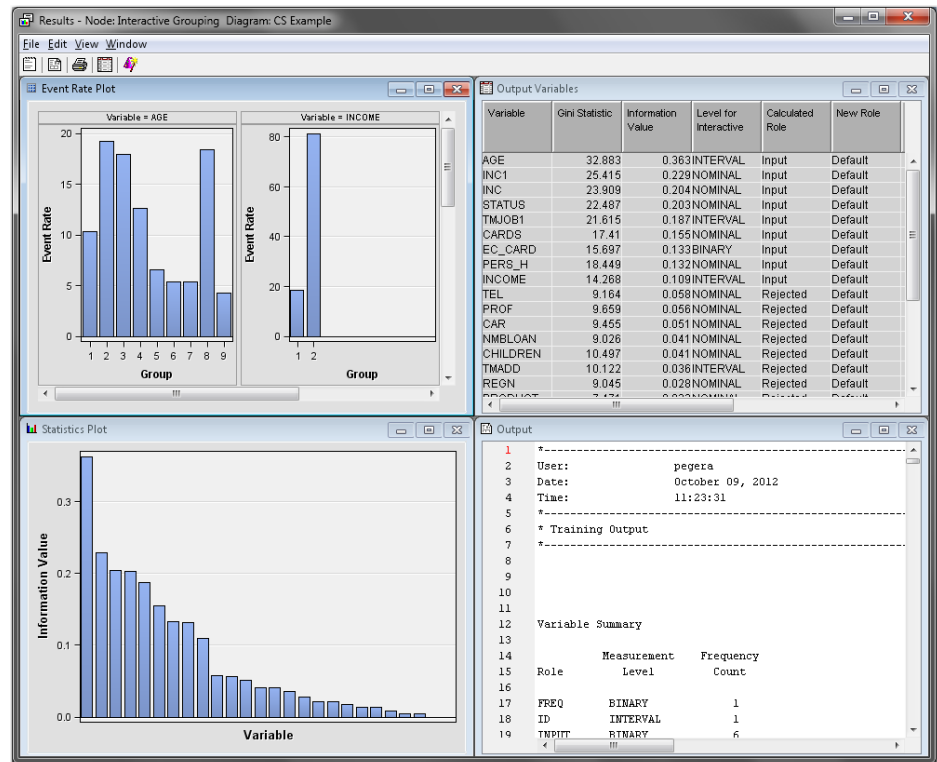 Results - Node: Interactive Grouping Diagram: CS Example
File Edit View Window
Event Rate Plot
Variable = AGE
Variable = INCOME
Event Rate
20
15
10
5
0
1 2 3 4 5 6 7 8 9
Group
Event Rate
80
60
40
20
0
1 2
Group
Output Variables
Variable Gini Statistic Information Value Level for Interactive Calculated Role New Role
AGE 32.883 0.363 INTERVAL Input Default
INC1 25.415 0.229 NOMINAL Input Default
INC 23.909 0.204 NOMINAL Input Default
STATUS 22.487 0.203 NOMINAL Input Default
TMJOB1 21.615 0.187 INTERVAL Input Default
CARDS 17.41 0.155 NOMINAL Input Default
EC_CARD 15.697 0.133 BINARY Input Default
PERS_H 18.449 0.132 NOMINAL Input Default
INCOME 14.268 0.109 INTERVAL Input Default
TEL 9.164 0.058 NOMINAL Rejected Default
PROF 9.659 0.056 NOMINAL Rejected Default
CAR 9.455 0.051 NOMINAL Rejected Default
NMBLOAN 9.026 0.041 NOMINAL Rejected Default
CHILDREN 10.497 0.041 NOMINAL Rejected Default
TMADD 10.122 0.036 INTERVAL Rejected Default
REGN 9.045 0.028 NOMINAL Rejected Default
Statistics Plot
Information Value
0.3
0.2
0.1
0.0
Variable
Output
1 *------------------------------------------------------------
2 User: pegera
3 Date: October 09, 2012
4 Time: 11:23:31
5 *------------------------------------------------------------
6 * Training Output
7 *------------------------------------------------------------
8
9
10
11
12 Variable Summary
13
14 Measurement Frequency
15 Role Level Count
16
17 FREQ BINARY 1
18 ID INTERVAL 1
19 INPUT BINARY 6